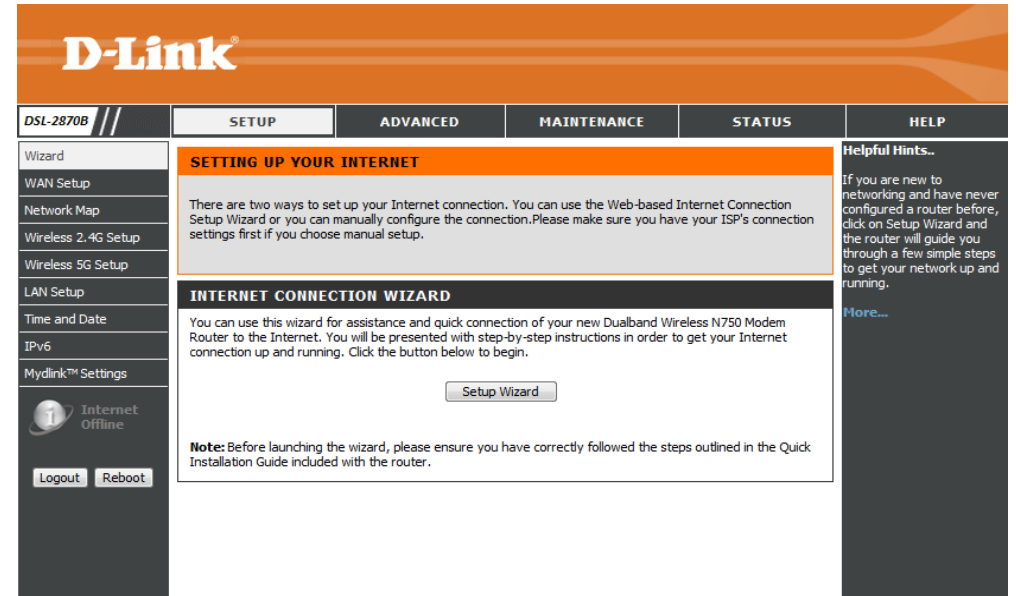 D-Link®
DSL-2870B
SETUP
ADVANCED
MAINTENANCE
STATUS
HELP
Wizard
WAN Setup
Network Map
Wireless 2.4G Setup
Wireless 5G Setup
LAN Setup
Time and Date
IPv6
Mydlink™ Settings
Internet
Offline
Logout
Reboot
SETTING UP YOUR INTERNET
There are two ways to set up your Internet connection. You can use the Web-based Internet Connection
Setup Wizard or you can manually configure the connection.Please make sure you have your ISP's connection
settings first if you choose manual setup.
INTERNET CONNECTION WIZARD
You can use this wizard for assistance and quick connection of your new Dualband Wireless N750 Modem
Router to the Internet. You will be presented with step-by-step instructions in order to get your Internet
connection up and running. Click the button below to begin.
Setup Wizard
Note: Before launching the wizard, please ensure you have correctly followed the steps outlined in the Quick
Installation Guide included with the router.
Helpful Hints..
If you are new to
networking and have never
configured a router before,
click on Setup Wizard and
the router will guide you
through a few simple steps
to get your network up and
running.
More...